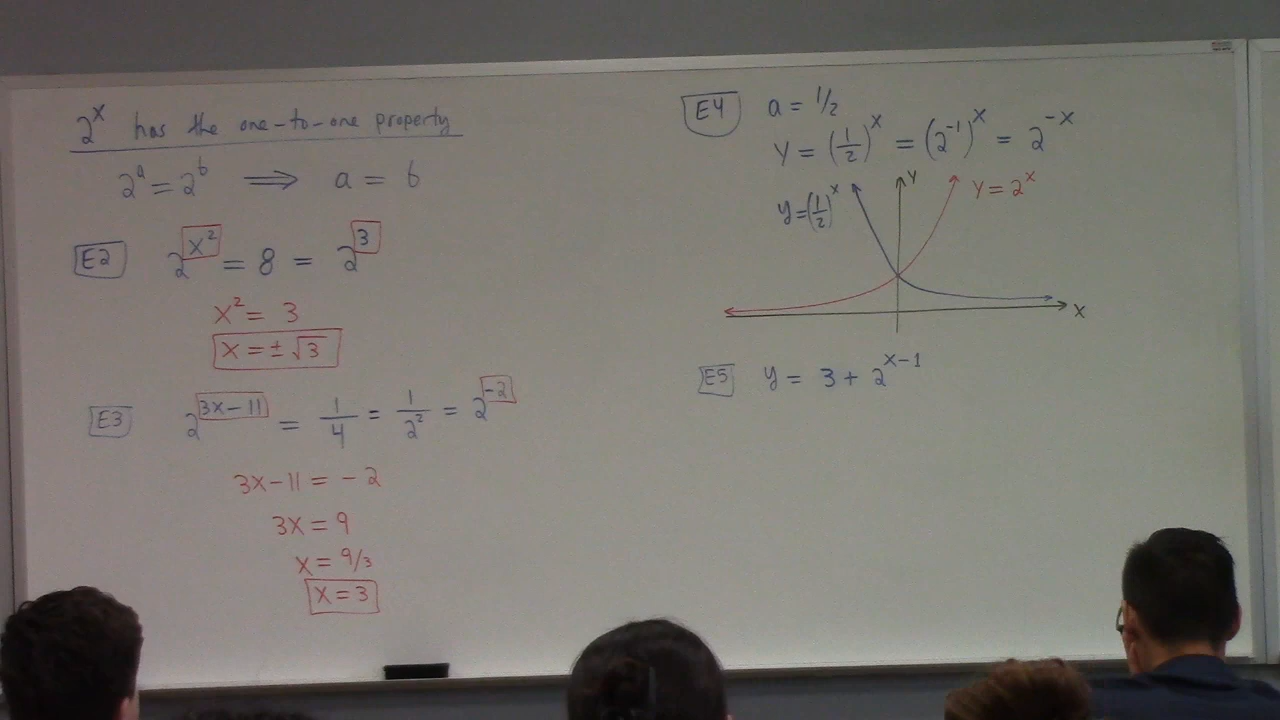 2^x has the one-to-one property
2^a = 2^b ⟹ a = b
E2 2^(x²) = 8 = 2^3
x² = 3
x = ± √3
E3 2^(3x-11) = 1/4 = 1/2² = 2^(-2)
3x-11 = -2
3x = 9
x = 9/3
x = 3
E4 a = 1/2
y = (1/2)^x = (2^-1)^x = 2^-x
y
y = 2^x
y=(1/2)^x
x
E5 y = 3 + 2^(x-1)